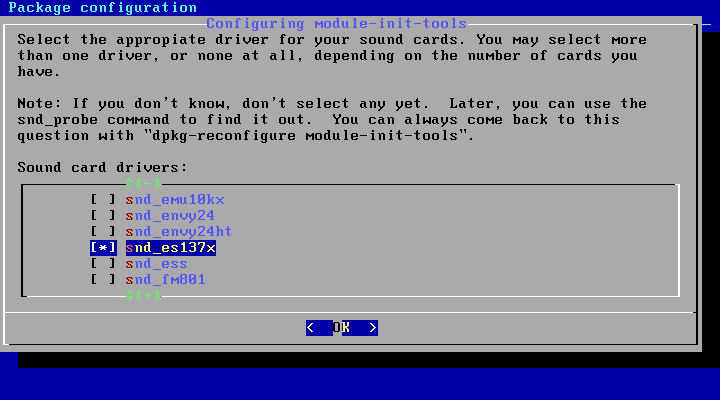 Package configuration
Configuring module-init-tools
Select the appropiate driver for your sound cards. You may select more
than one driver, or none at all, depending on the number of cards you
have.
Note: If you don't know, don't select any yet.  Later, you can use the
snd_probe command to find it out.  You can always come back to this
question with "dpkg-reconfigure module-init-tools".
Sound card drivers:
↑(-)
[ ] snd_emu10kx
[ ] snd_envy24
[ ] snd_envy24ht
[*] snd_es137x
[ ] snd_ess
[ ] snd_fm801
↓(+)
<  OK  >